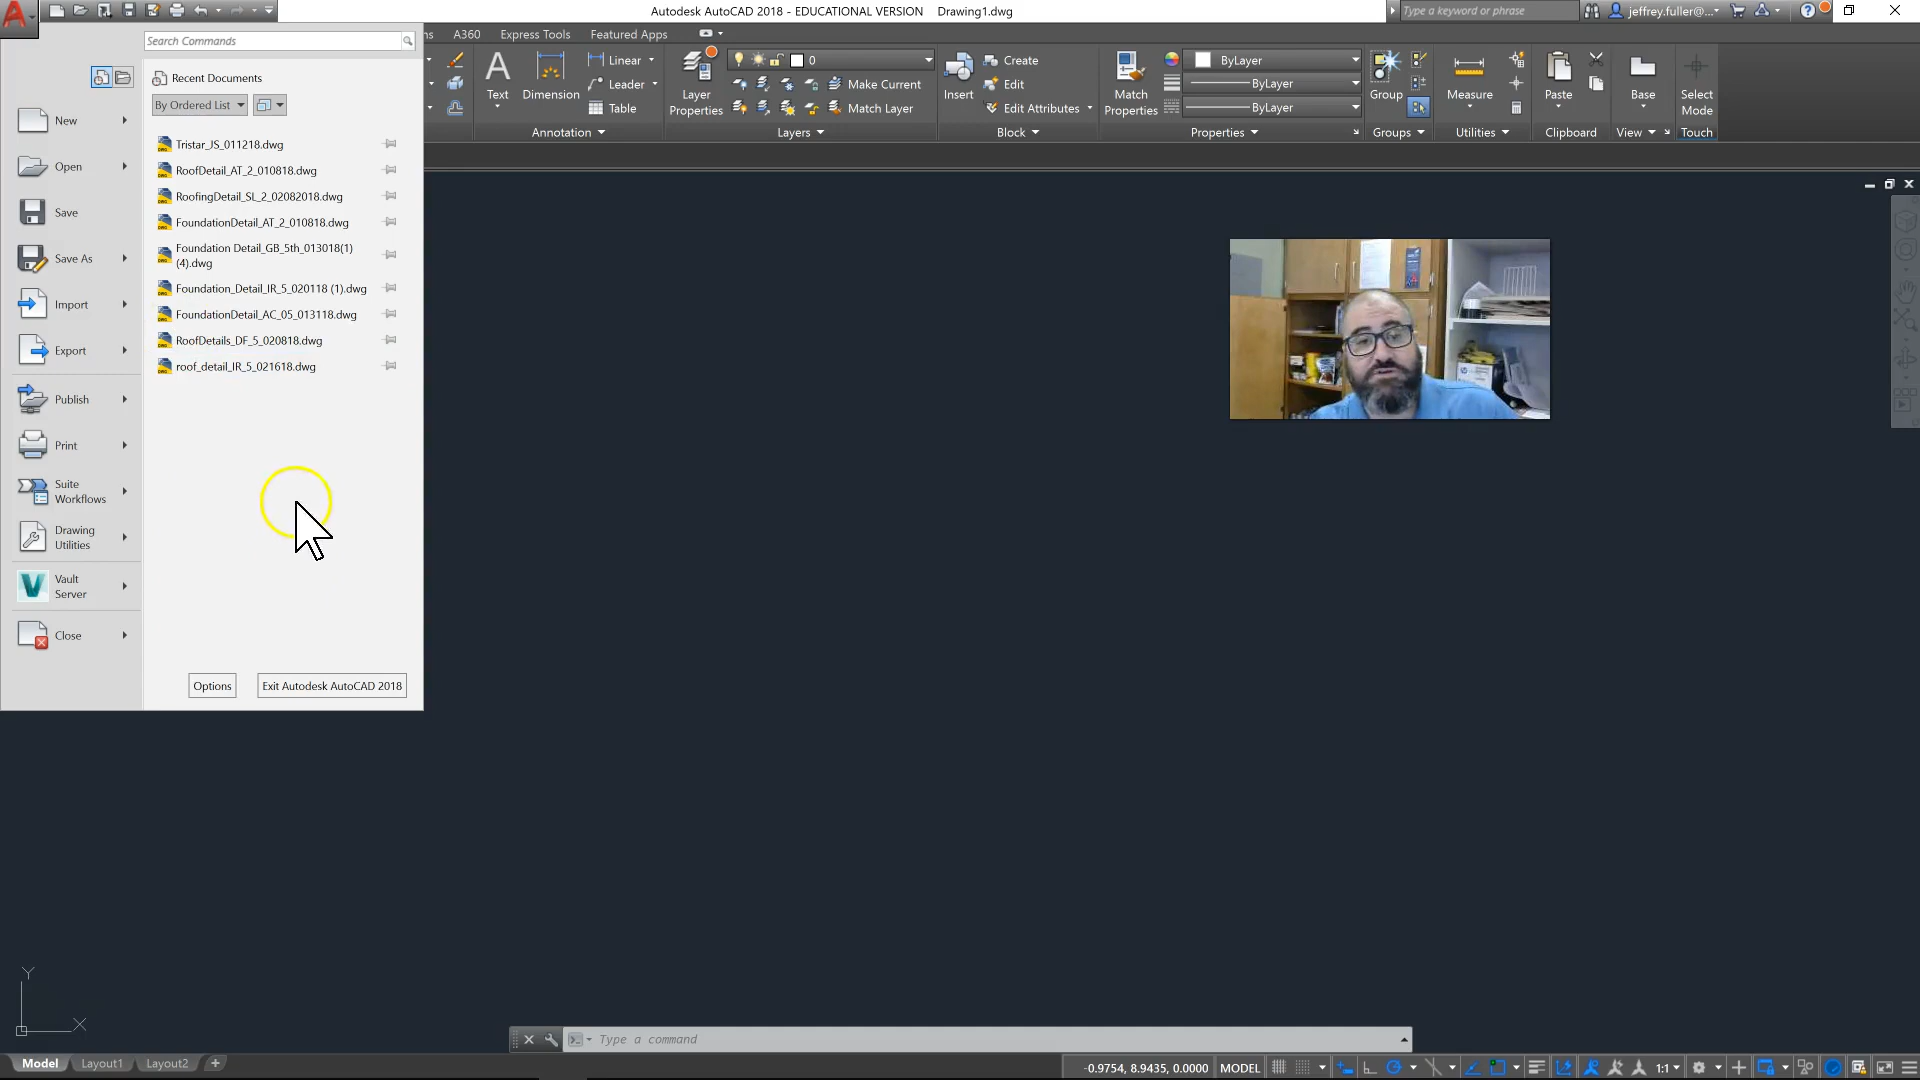 Autodesk AutoCAD 2018 - EDUCATIONAL VERSION Drawing1.dwg
Type a keyword or phrase
jeffrey.fuller@...
Search Commands
ns A360 Express Tools Featured Apps
Recent Documents
By Ordered List
New
Open
Save
Save As
Import
Export
Publish
Print
Suite
Workflows
Drawing
Utilities
Vault
Server
Close
Tristar_JS_011218.dwg
RoofDetail_AT_2_010818.dwg
RoofingDetail_SL_2_02082018.dwg
FoundationDetail_AT_2_010818.dwg
Foundation Detail_GB_5th_013018(1)
(4).dwg
Foundation_Detail_IR_5_020118 (1).dwg
FoundationDetail_AC_05_013118.dwg
RoofDetails_DF_5_020818.dwg
roof_detail_IR_5_021618.dwg
Options
Exit Autodesk AutoCAD 2018
Text
Dimension
Linear
Leader
Table
Annotation
Layer
Properties
0
Make Current
Match Layer
Layers
Insert
Create
Edit
Edit Attributes
Block
Match
Properties
ByLayer
ByLayer
ByLayer
Properties
Group
Groups
Measure
Utilities
Paste
Clipboard
Base
View
Select
Mode
Touch
Y
X
Type a command
Model Layout1 Layout2 +
-0.9754, 8.9435, 0.0000 MODEL
1:1